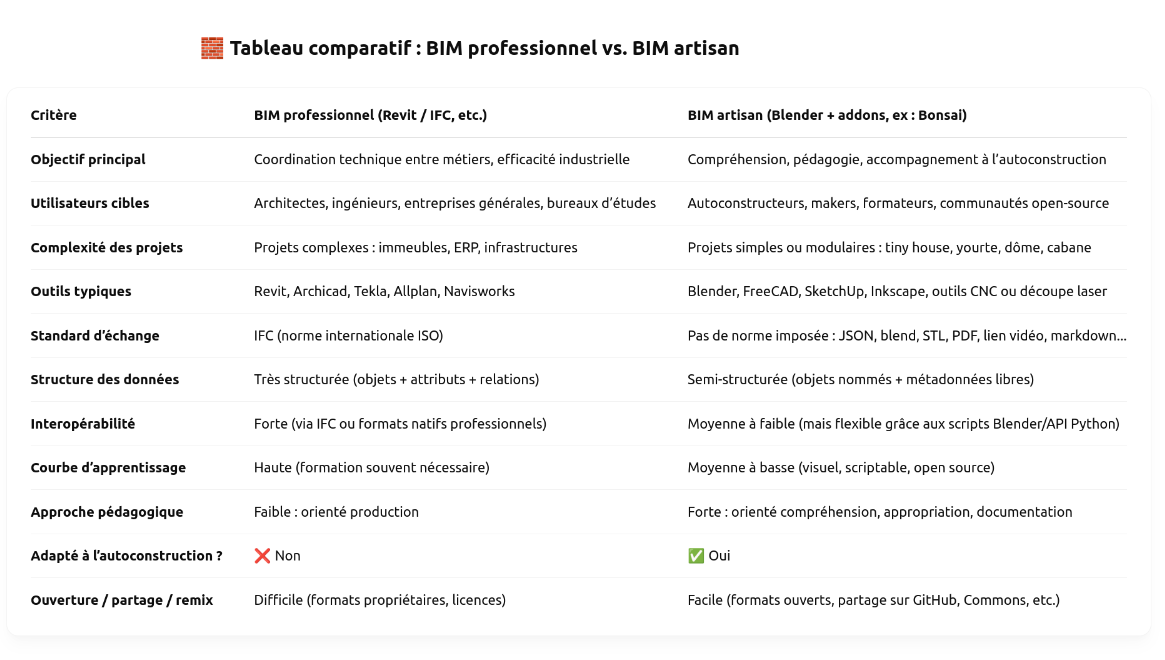 🧱 Tableau comparatif : BIM professionnel vs. BIM artisan
Critère BIM professionnel (Revit / IFC, etc.) BIM artisan (Blender + addons, ex : Bonsai)
Objectif principal Coordination technique entre métiers, efficacité industrielle Compréhension, pédagogie, accompagnement à l’autoconstruction
Utilisateurs cibles Architectes, ingénieurs, entreprises générales, bureaux d’études Autoconstructeurs, makers, formateurs, communautés open-source
Complexité des projets Projets complexes : immeubles, ERP, infrastructures Projets simples ou modulaires : tiny house, yourte, dôme, cabane
Outils typiques Revit, Archicad, Tekla, Allplan, Navisworks Blender, FreeCAD, SketchUp, Inkscape, outils CNC ou découpe laser
Standard d’échange IFC (norme internationale ISO) Pas de norme imposée : JSON, blend, STL, PDF, lien vidéo, markdown...
Structure des données Très structurée (objets + attributs + relations) Semi-structurée (objets nommés + métadonnées libres)
Interopérabilité Forte (via IFC ou formats natifs professionnels) Moyenne à faible (mais flexible grâce aux scripts Blender/API Python)
Courbe d’apprentissage Haute (formation souvent nécessaire) Moyenne à basse (visuel, scriptable, open source)
Approche pédagogique Faible : orienté production Forte : orienté compréhension, appropriation, documentation
Adapté à l’autoconstruction ? ❌ Non ✅ Oui
Ouverture / partage / remix Difficile (formats propriétaires, licences) Facile (formats ouverts, partage sur GitHub, Commons, etc.)